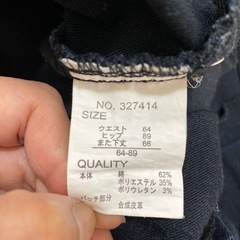 NO. 327414
SIZE
ウエスト 64
ヒップ 89
また下丈 66
64-89
QUALITY
本体 綿 62%
ポリエステル 35%
ポリウレタン 3%
パッチ部分 合成皮革